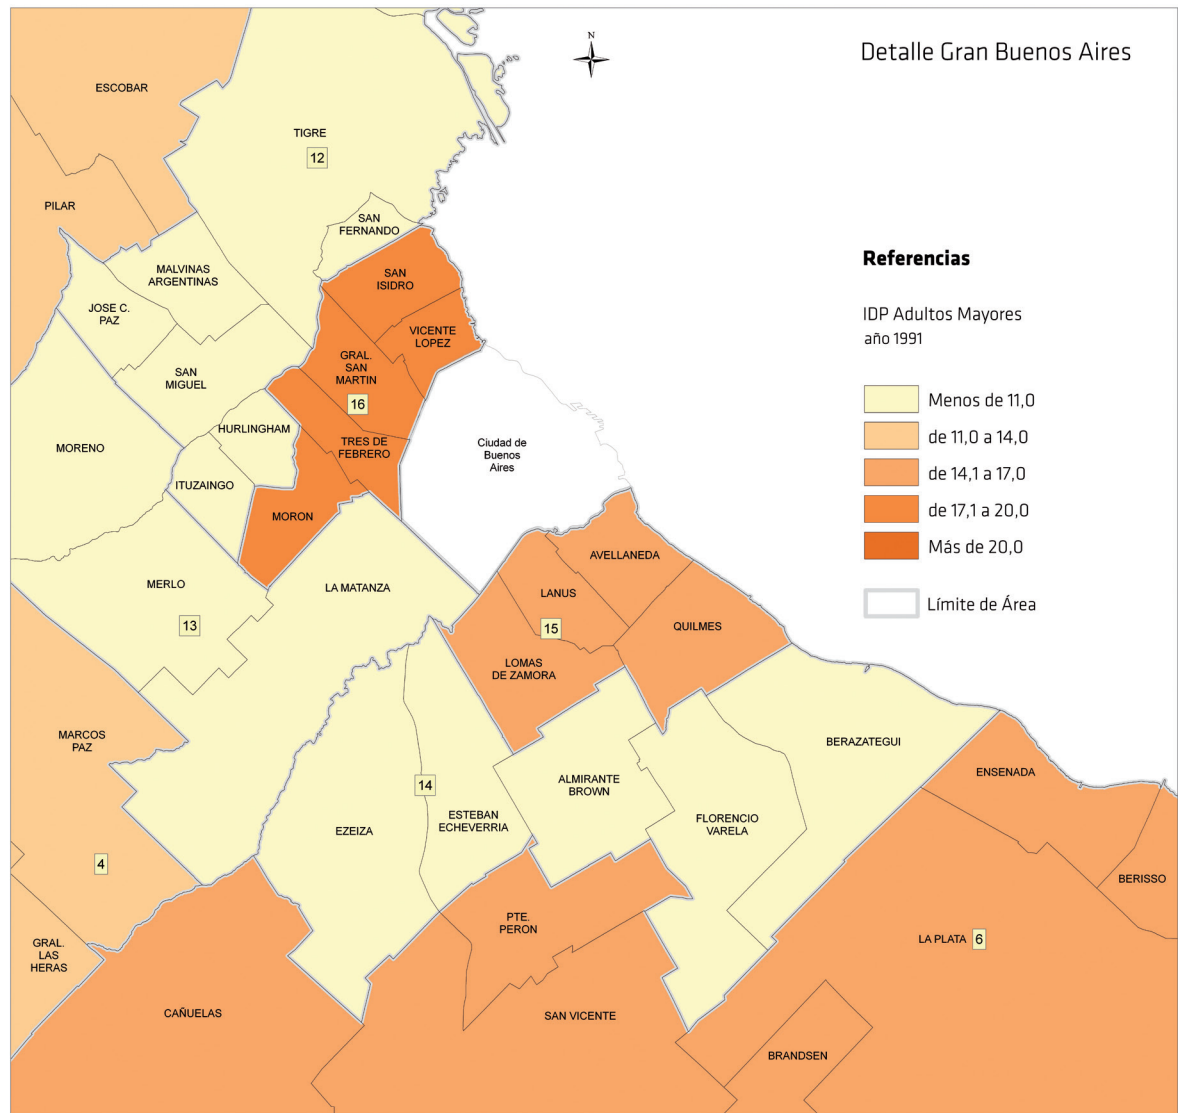 N
Detalle Gran Buenos Aires
ESCOBAR
TIGRE
12
PILAR
SAN
FERNANDO
MALVINAS
ARGENTINAS
SAN
ISIDRO
JOSE C.
PAZ
VICENTE
LOPEZ
GRAL.
SAN
MARTIN
16
SAN
MIGUEL
HURLINGHAM
TRES DE
FEBRERO
Ciudad de
Buenos
Aires
MORENO
ITUZAINGO
MORON
AVELLANEDA
MERLO
13
LA MATANZA
LANUS
15
QUILMES
LOMAS
DE ZAMORA
MARCOS
PAZ
BERAZATEGUI
ENSENADA
14
ALMIRANTE
BROWN
ESTEBAN
ECHEVERRIA
EZEIZA
FLORENCIO
VARELA
4
BERISSO
PTE.
PERON
LA PLATA 6
GRAL.
LAS
HERAS
CAÑUELAS
SAN VICENTE
BRANDSEN
Referencias
IDP Adultos Mayores
año 1991
Menos de 11,0
de 11,0 a 14,0
de 14,1 a 17,0
de 17,1 a 20,0
Más de 20,0
Límite de Área